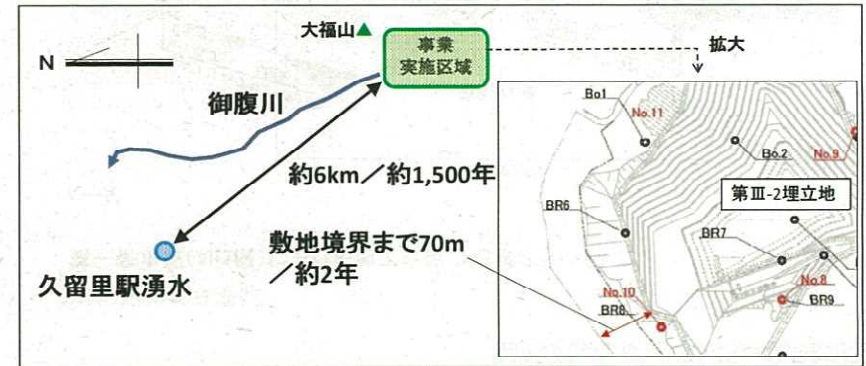 大福山▲
事業
実施区域
拡大
N
御腹川
約6km/約1,500年
敷地境界まで70m
/約2年
久留里駅湧水
Bo1
No.11
Bo.2
No.9
第Ⅲ-2埋立地
BR6
BR7
No.10
BR8
No.8
BR9